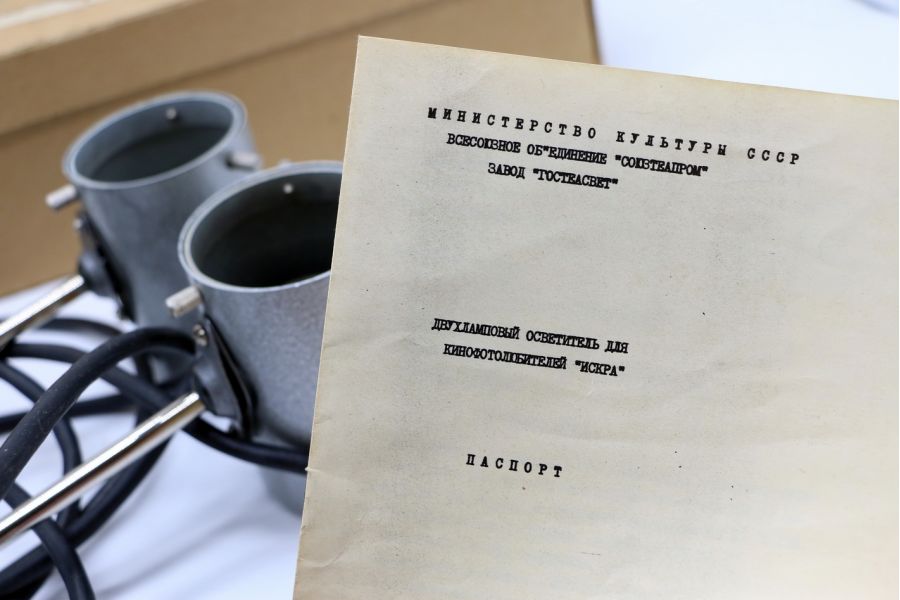 МИНИСТЕРСТВО КУЛЬТУРЫ СССР
ВСЕСОЮЗНОЕ ОБ"ЕДИНЕНИЕ "СОЮЗТЕАПРОМ"
ЗАВОД "ГОСТЕАСВЕТ"
ДВУХЛАМПОВЫЙ ОСВЕТИТЕЛЬ ДЛЯ
КИНОФОТОЛЮБИТЕЛЕЙ "ИСКРА"
ПАСПОРТ